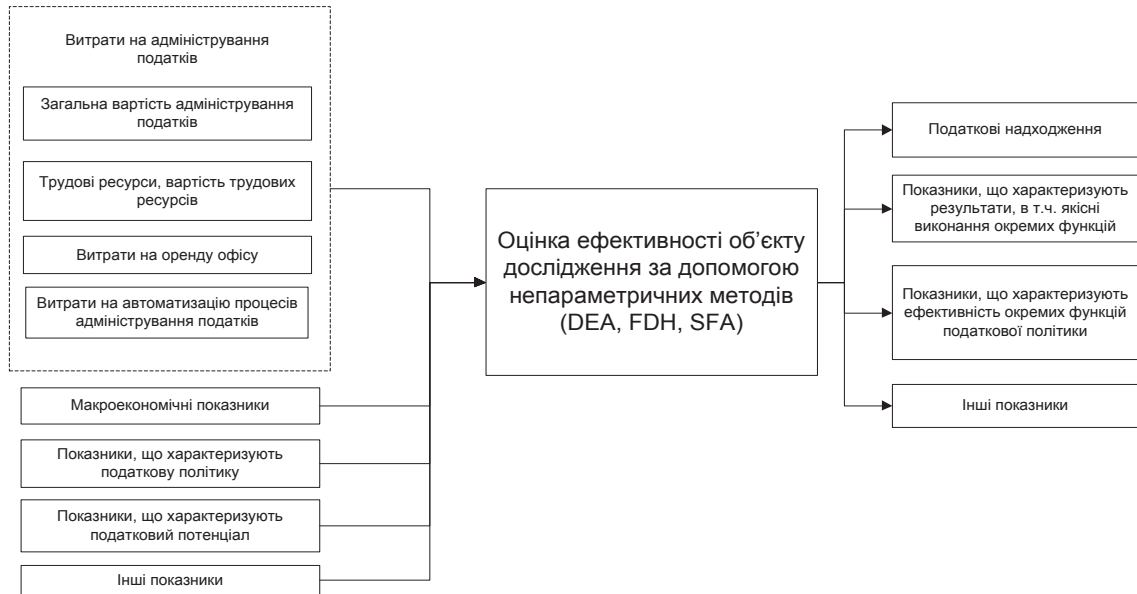 Витрати на адміністрування
податків
Загальна вартість адміністрування
податків
Трудові ресурси, вартість трудових
ресурсів
Витрати на оренду офісу
Витрати на автоматизацію процесів
адміністрування податків
Макроекономічні показники
Показники, що характеризують
податкову політику
Показники, що характеризують
податковий потенціал
Інші показники
Оцінка ефективності об’єкту
дослідження за допомогою
непараметричних методів
(DEA, FDH, SFA)
Податкові надходження
Показники, що характеризують
результати, в т.ч. якісні
виконання окремих функцій
Показники, що характеризують
ефективність окремих функцій
податкової політики
Інші показники